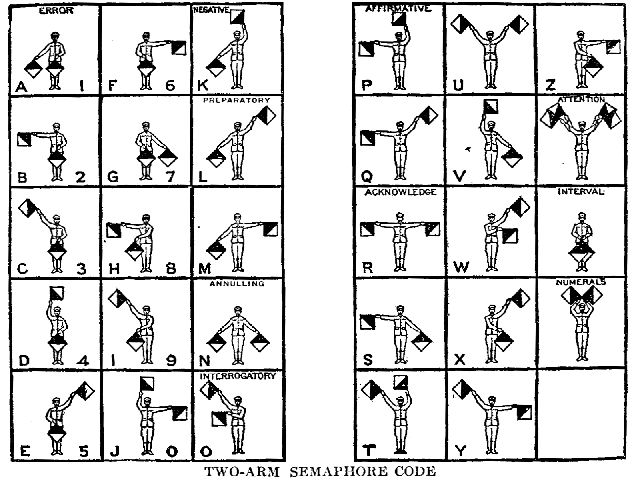 ERROR
A 1
B 2
C 3
D 4
E 5
F 6
G 7
H 8
I 9
J 0
NEGATIVE
K
PREPARATORY
L
M
ANNULLING
N
INTERROGATORY
O
AFFIRMATIVE
P
Q
ACKNOWLEDGE
R
S
T
U
V
W
X
Y
Z
ATTENTION
INTERVAL
NUMERALS
TWO-ARM SEMAPHORE CODE